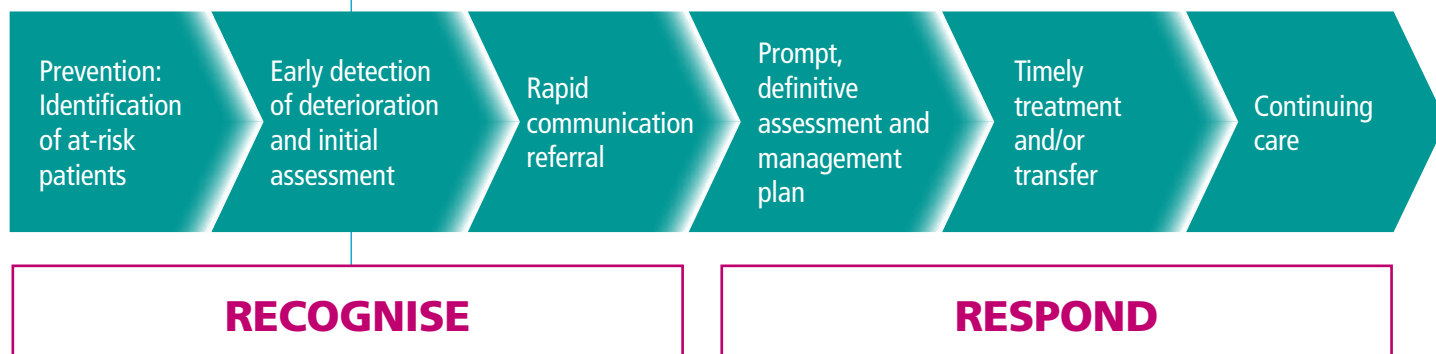 Prevention:
Identification
of at-risk
patients
Early detection
of deterioration
and initial
assessment
Rapid
communication
referral
Prompt,
definitive
assessment and
management
plan
Timely
treatment
and/or
transfer
Continuing
care
RECOGNISE
RESPOND